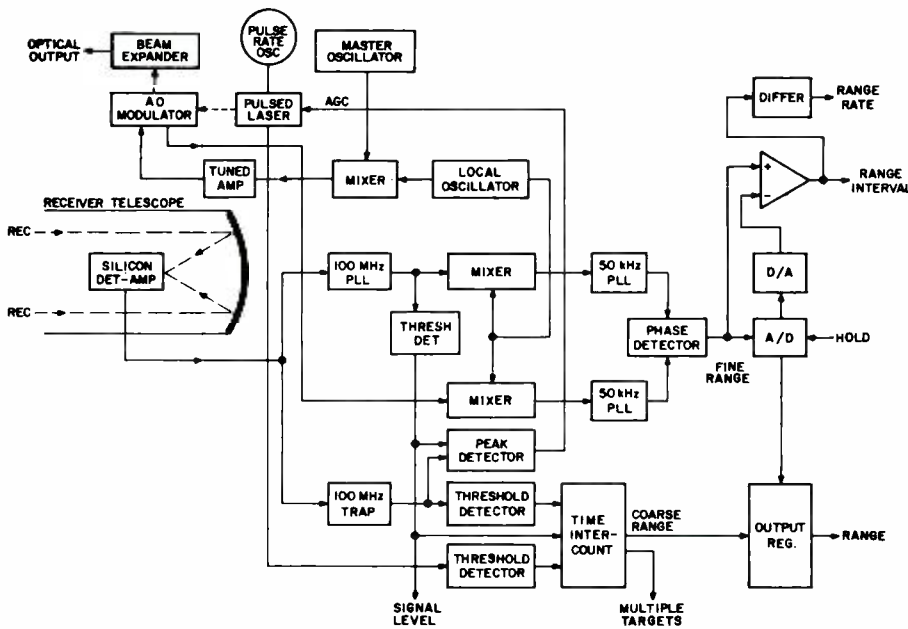 OPTICAL
OUTPUT
BEAM
EXPANDER
PULSE
RATE
OSC
MASTER
OSCILLATOR
AO
MODULATOR
PULSED
LASER
AGC
DIFFER
RANGE
RATE
TUNED
AMP
MIXER
LOCAL
OSCILLATOR
+
-
RANGE
INTERVAL
RECEIVER TELESCOPE
REC
SILICON
DET-AMP
REC
100 MHz
PLL
MIXER
50 kHz
PLL
D/A
THRESH
DET
PHASE
DETECTOR
A/D
HOLD
FINE
RANGE
MIXER
50 kHz
PLL
PEAK
DETECTOR
100 MHz
TRAP
THRESHOLD
DETECTOR
TIME
INTER-
COUNT
COARSE
RANGE
OUTPUT
REG.
RANGE
THRESHOLD
DETECTOR
SIGNAL
LEVEL
MULTIPLE
TARGETS